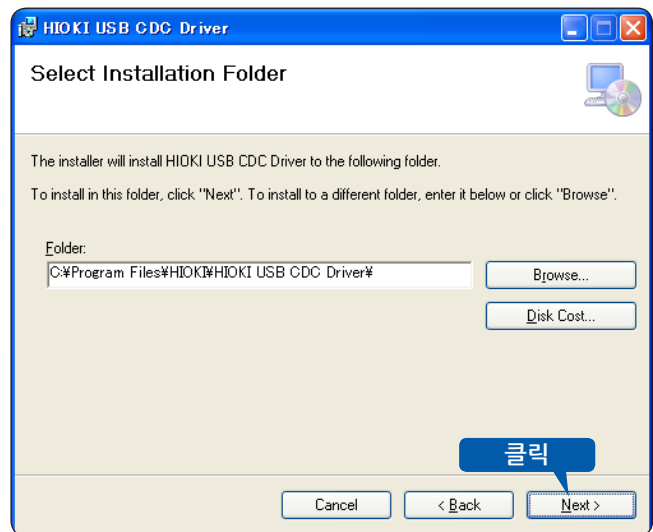 HIOKI USB CDC Driver
Select Installation Folder
The installer will install HIOKI USB CDC Driver to the following folder.
To install in this folder, click "Next". To install to a different folder, enter it below or click "Browse".
Folder:
C:¥Program Files¥HIOKI¥HIOKI USB CDC Driver¥
Browse...
Disk Cost...
클릭
Cancel
< Back
Next >